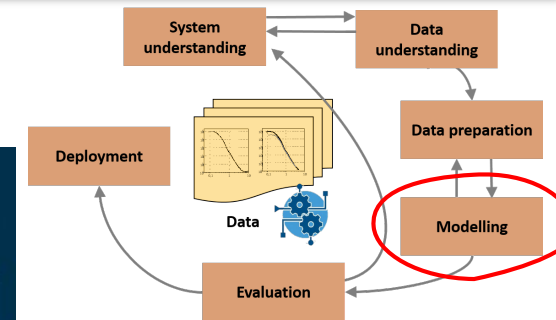 System
understanding
Data
understanding
Data preparation
Deployment
Data
Modelling
Evaluation